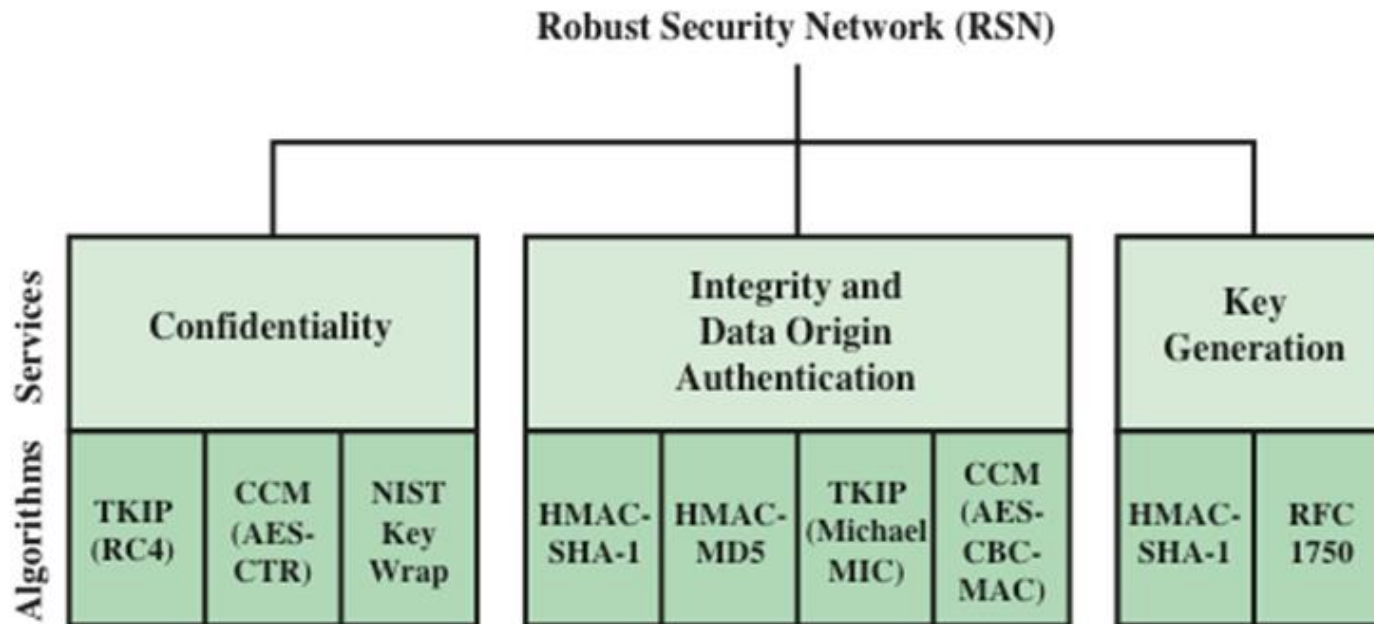 Robust Security Network (RSN)
Services
Confidentiality
Integrity and
Data Origin
Authentication
Key
Generation
Algorithms
TKIP
(RC4)
CCM
(AES-
CTR)
NIST
Key
Wrap
HMAC-
SHA-1
HMAC-
MD5
TKIP
(Michael
MIC)
CCM
(AES-
CBC-
MAC)
HMAC-
SHA-1
RFC
1750